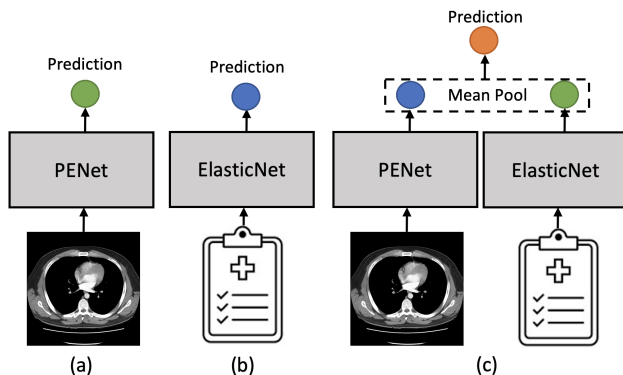 Prediction
Prediction
Prediction
Mean Pool
PENet
ElasticNet
PENet
ElasticNet
(a)
(b)
(c)